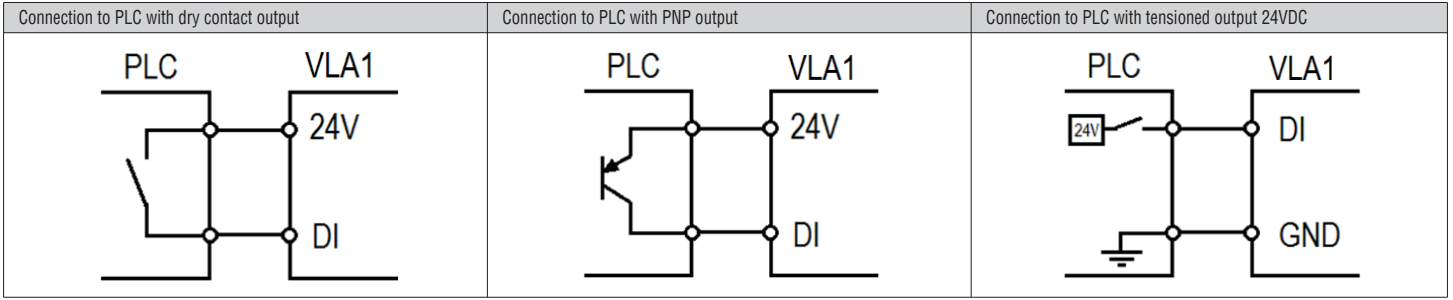 Connection to PLC with dry contact output
Connection to PLC with PNP output
Connection to PLC with tensioned output 24VDC
PLC VLA1
24V
DI
PLC VLA1
24V
DI
PLC VLA1
24V DI
GND